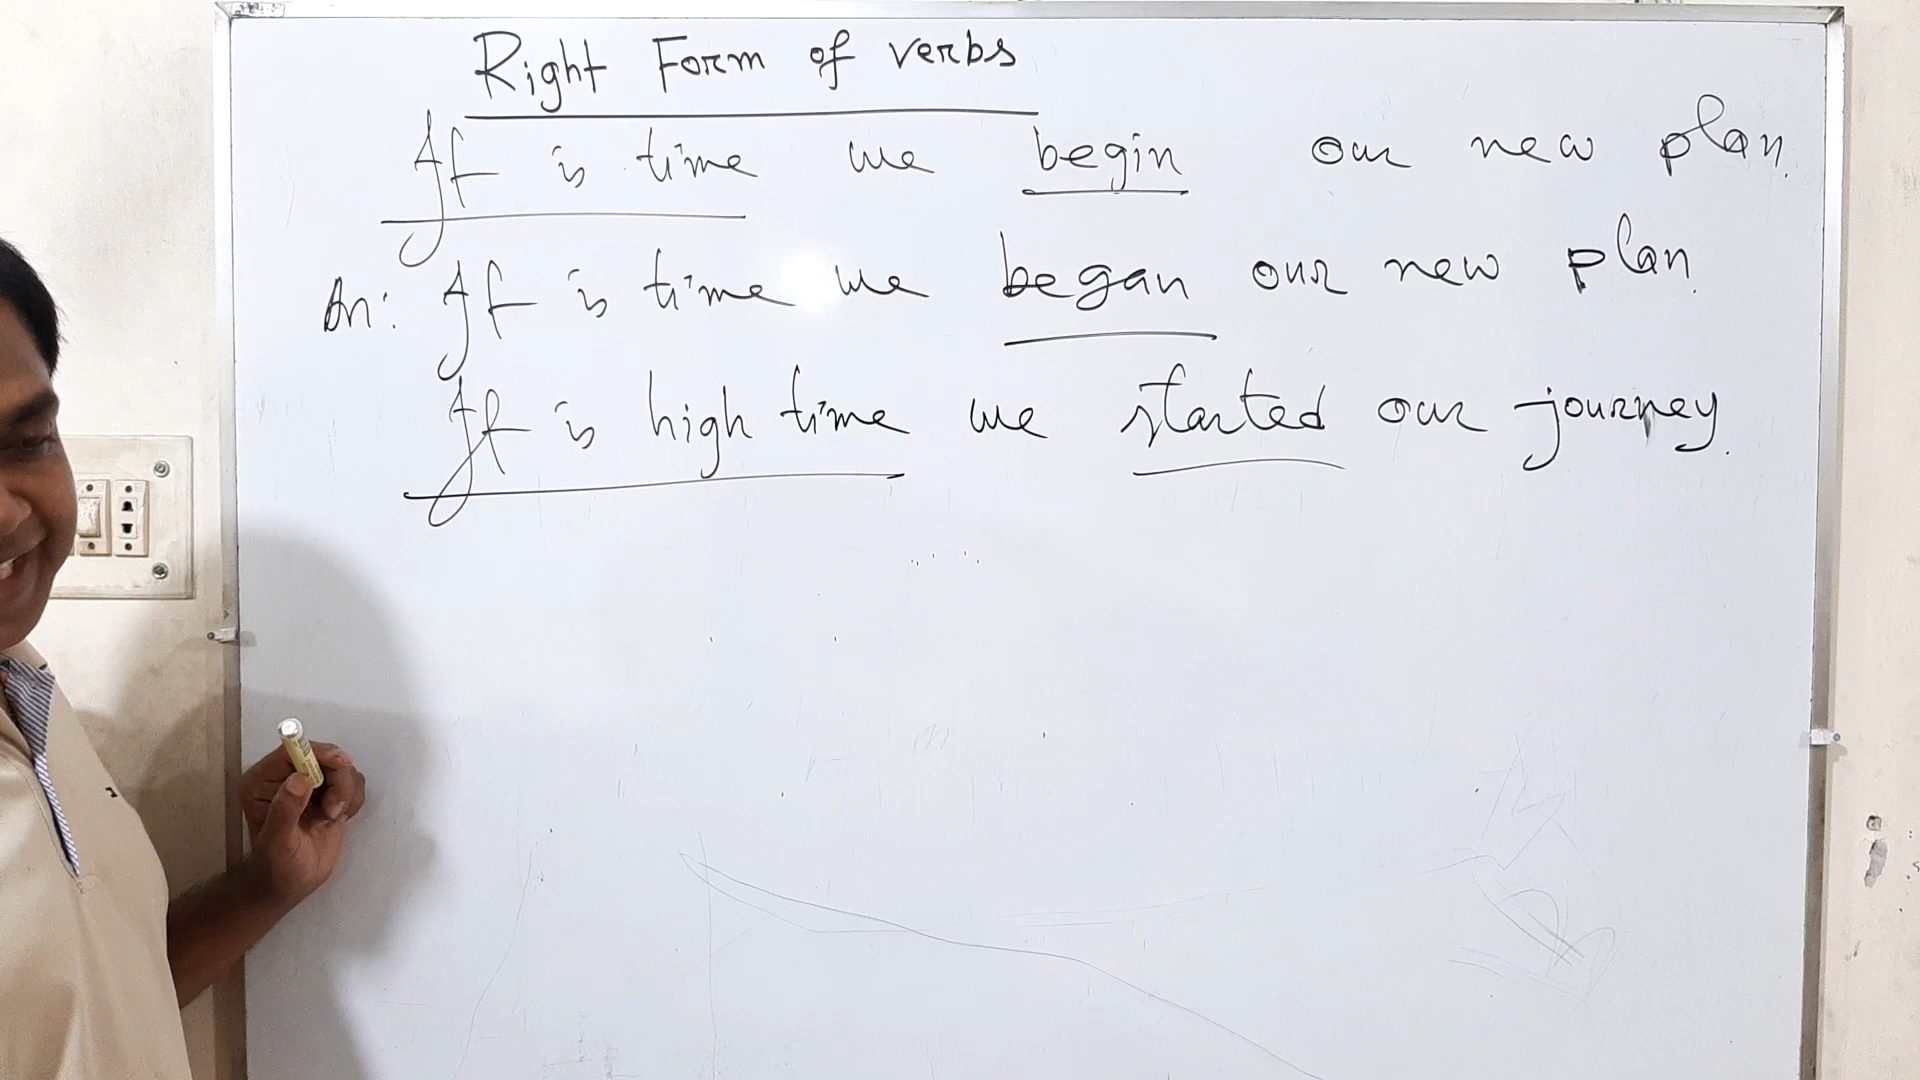 Right Form of verbs
It is time we begin our new plan.
An: It is time we began our new plan.
It is high time we started our journey.